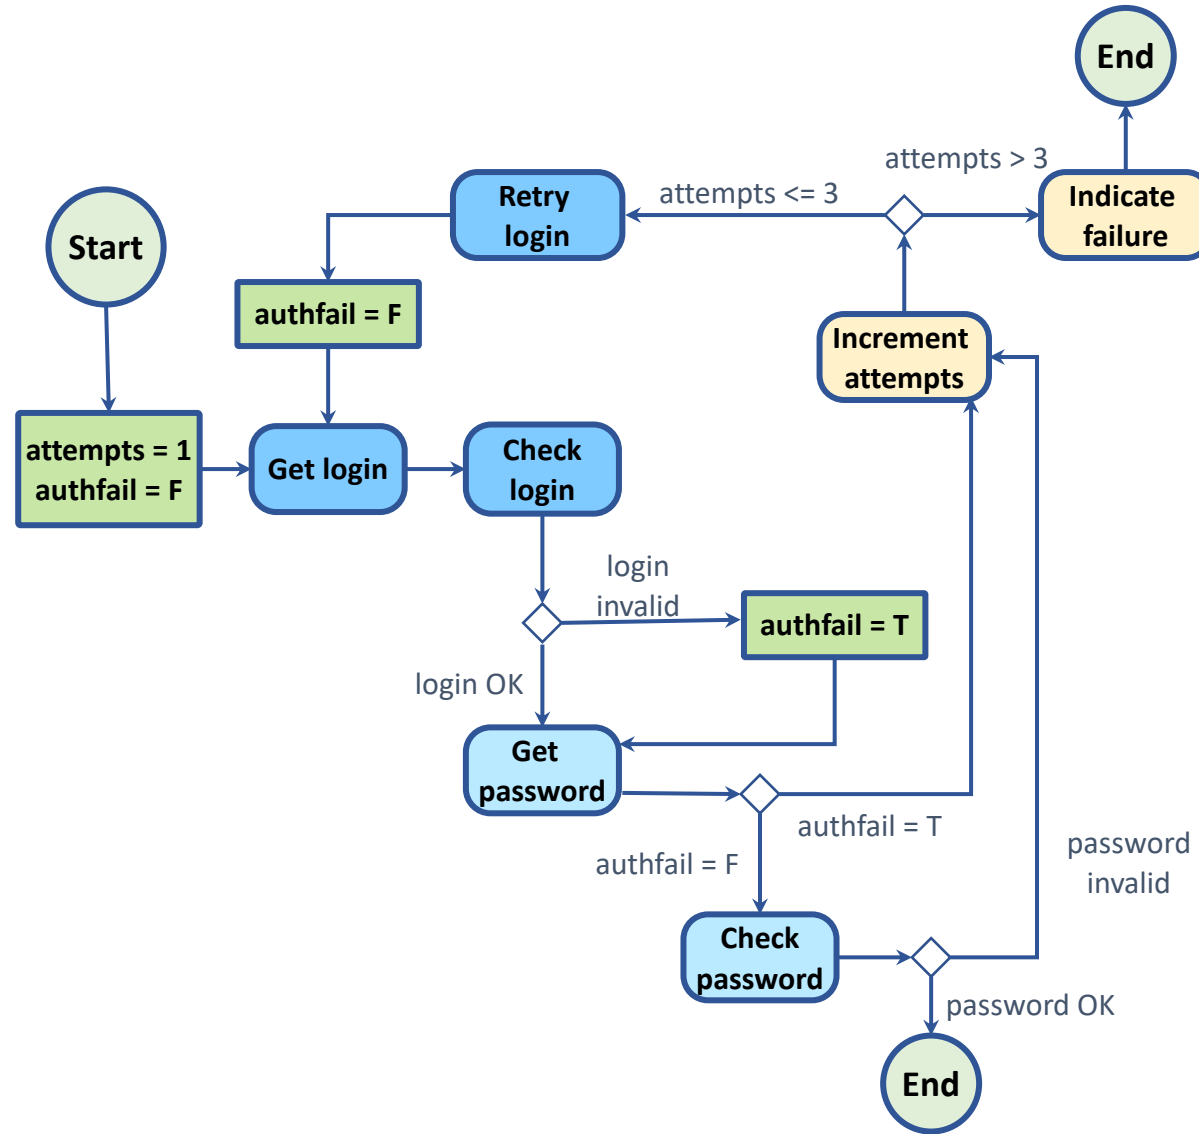 End
attempts > 3
Retry
login
attempts <= 3
Indicate
failure
Start
authfail = F
Increment
attempts
attempts = 1
authfail = F
Get login
Check
login
login
invalid
authfail = T
login OK
Get
password
authfail = T
authfail = F
password
invalid
Check
password
password OK
End